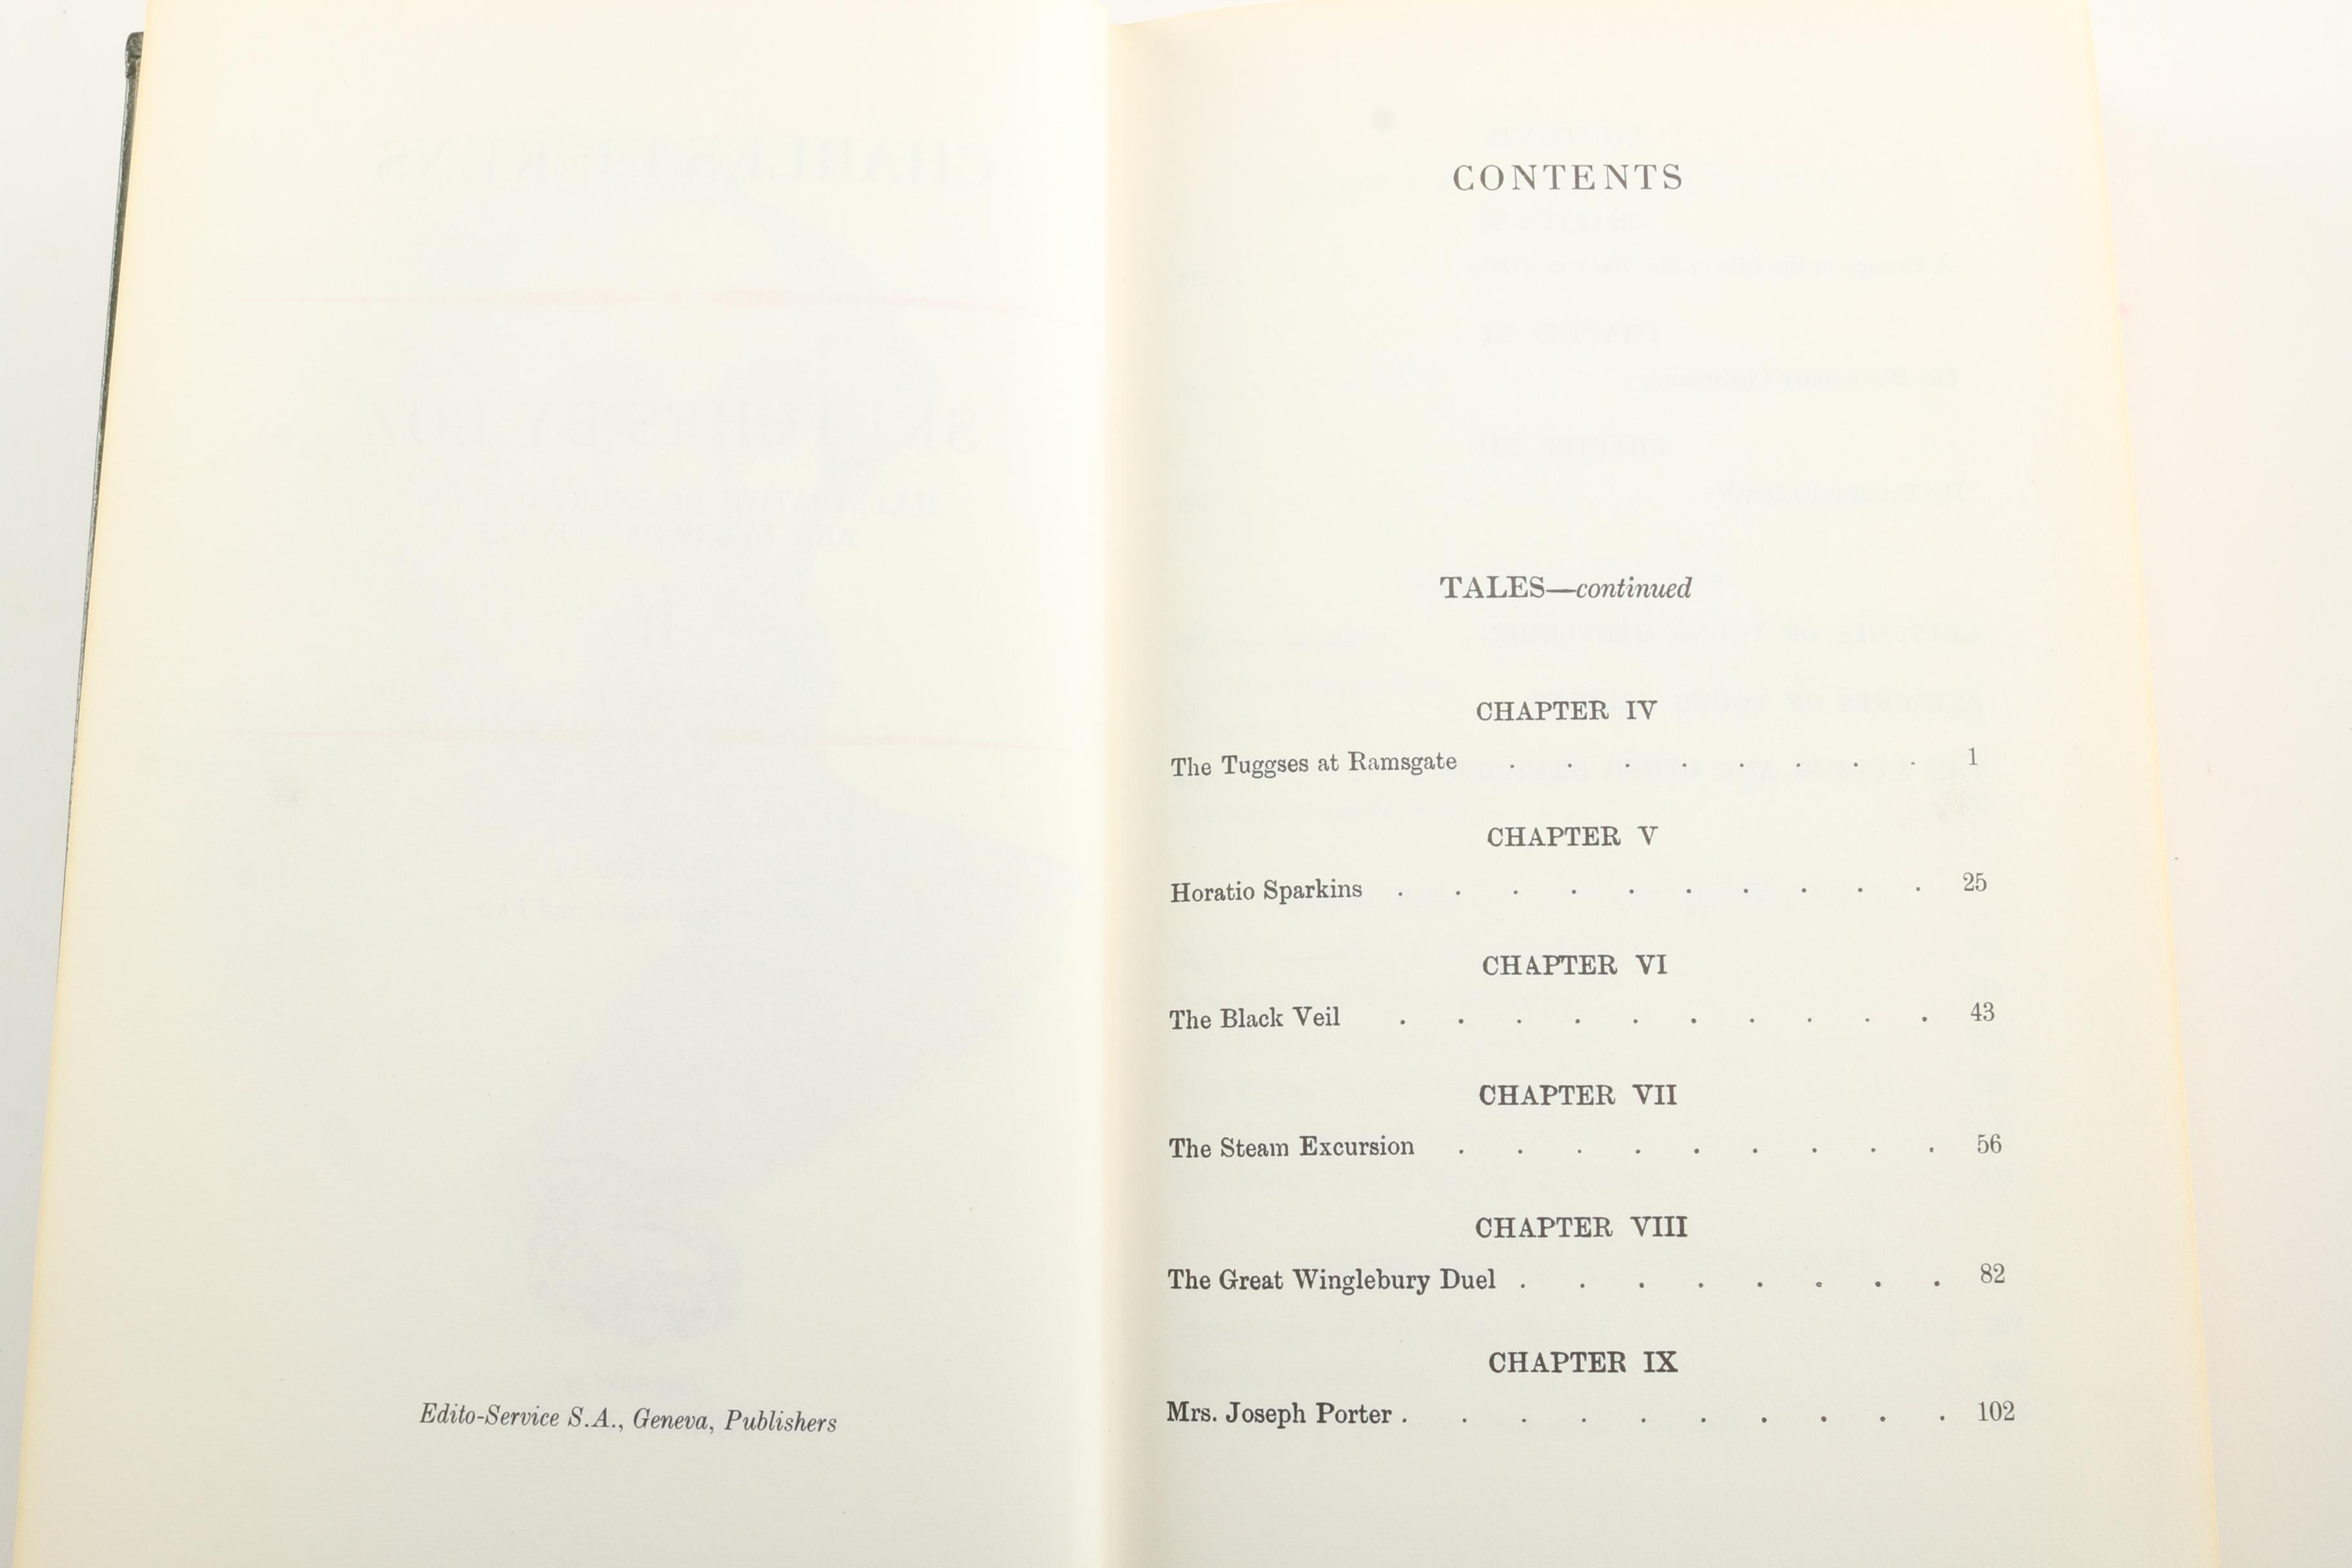 Edito-Service S.A., Geneva, Publishers
CONTENTS
TALES—continued
CHAPTER IV
The Tuggses at Ramsgate . . . . . . . . 1
CHAPTER V
Horatio Sparkins . . . . . . . . . . 25
CHAPTER VI
The Black Veil . . . . . . . . . . 43
CHAPTER VII
The Steam Excursion . . . . . . . . . 56
CHAPTER VIII
The Great Winglebury Duel . . . . . . . . 82
CHAPTER IX
Mrs. Joseph Porter . . . . . . . . . . 102